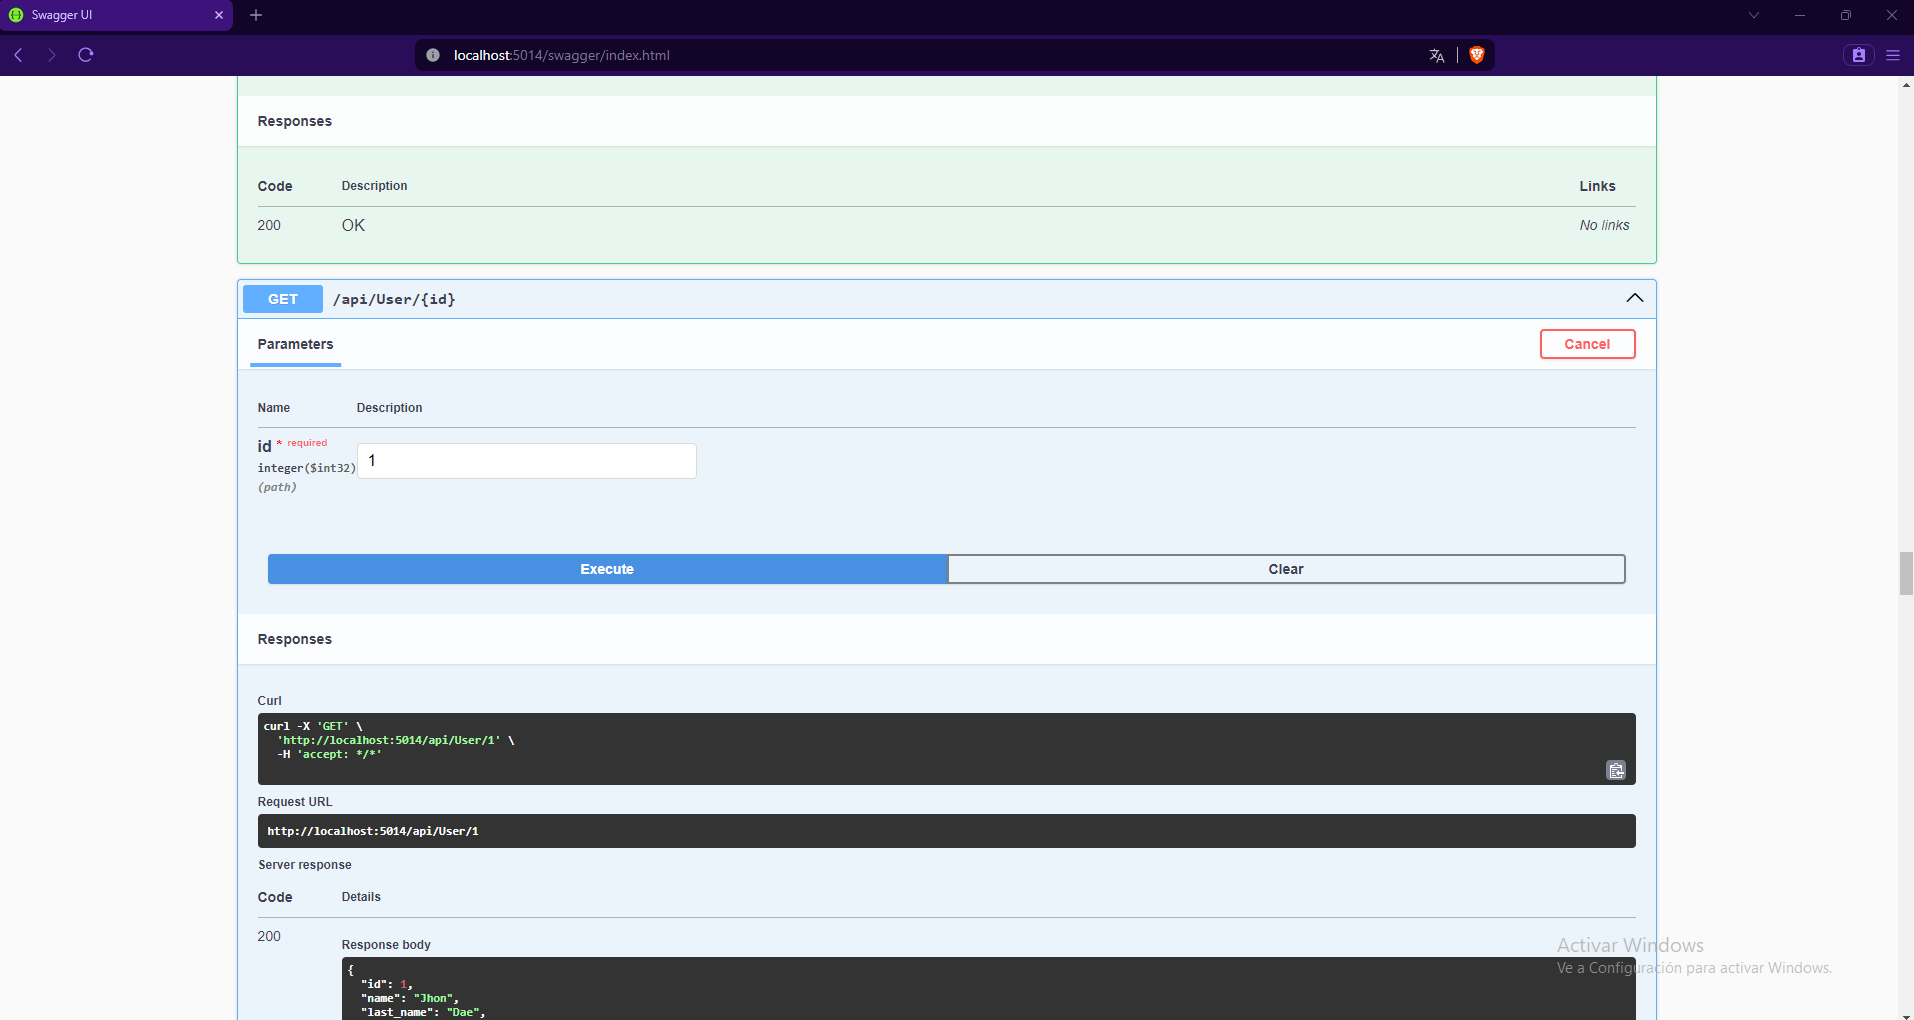 Swagger UI
localhost:5014/swagger/index.html
Responses
Code Description Links
200 OK No links
GET /api/User/{id}
Parameters Cancel
Name Description
id * required
integer($int32)
(path)
1
Execute Clear
Responses
Curl
curl -X 'GET' \
'http://localhost:5014/api/User/1' \
-H 'accept: */*'
Request URL
http://localhost:5014/api/User/1
Server response
Code Details
200
Response body
{
"id": 1,
"name": "Jhon",
"last_name": "Dae",
Activar Windows
Ve a Configuración para activar Windows.